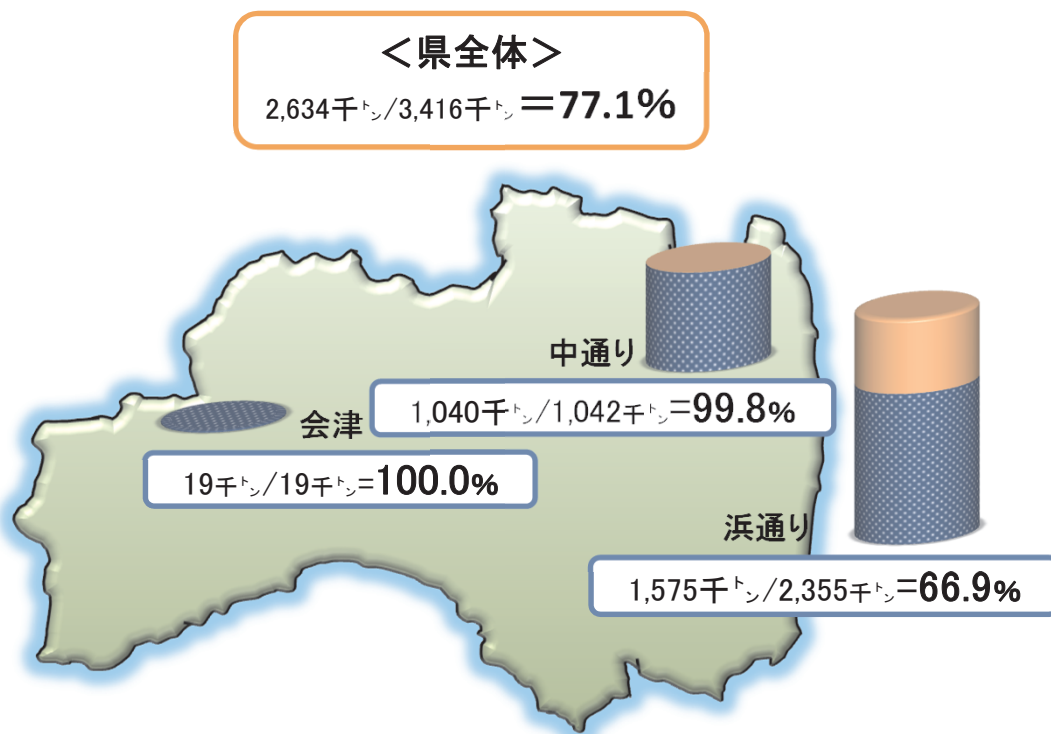 ＜県全体＞
2,634千㌧/3,416千㌧＝77.1%
中通り
1,040千㌧/1,042千㌧=99.8%
会津
19千㌧/19千㌧=100.0%
浜通り
1,575千㌧/2,355千㌧=66.9%